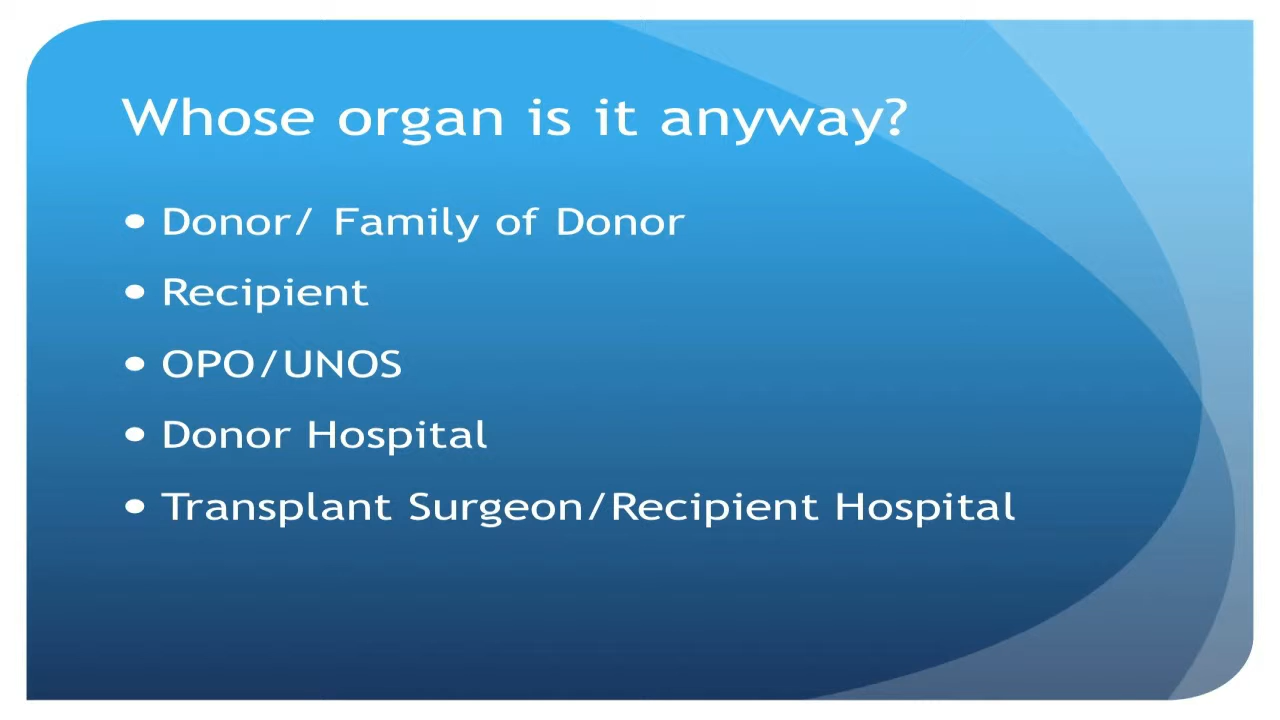 Whose organ is it anyway?
• Donor/ Family of Donor
• Recipient
• OPO/UNOS
• Donor Hospital
• Transplant Surgeon/Recipient Hospital